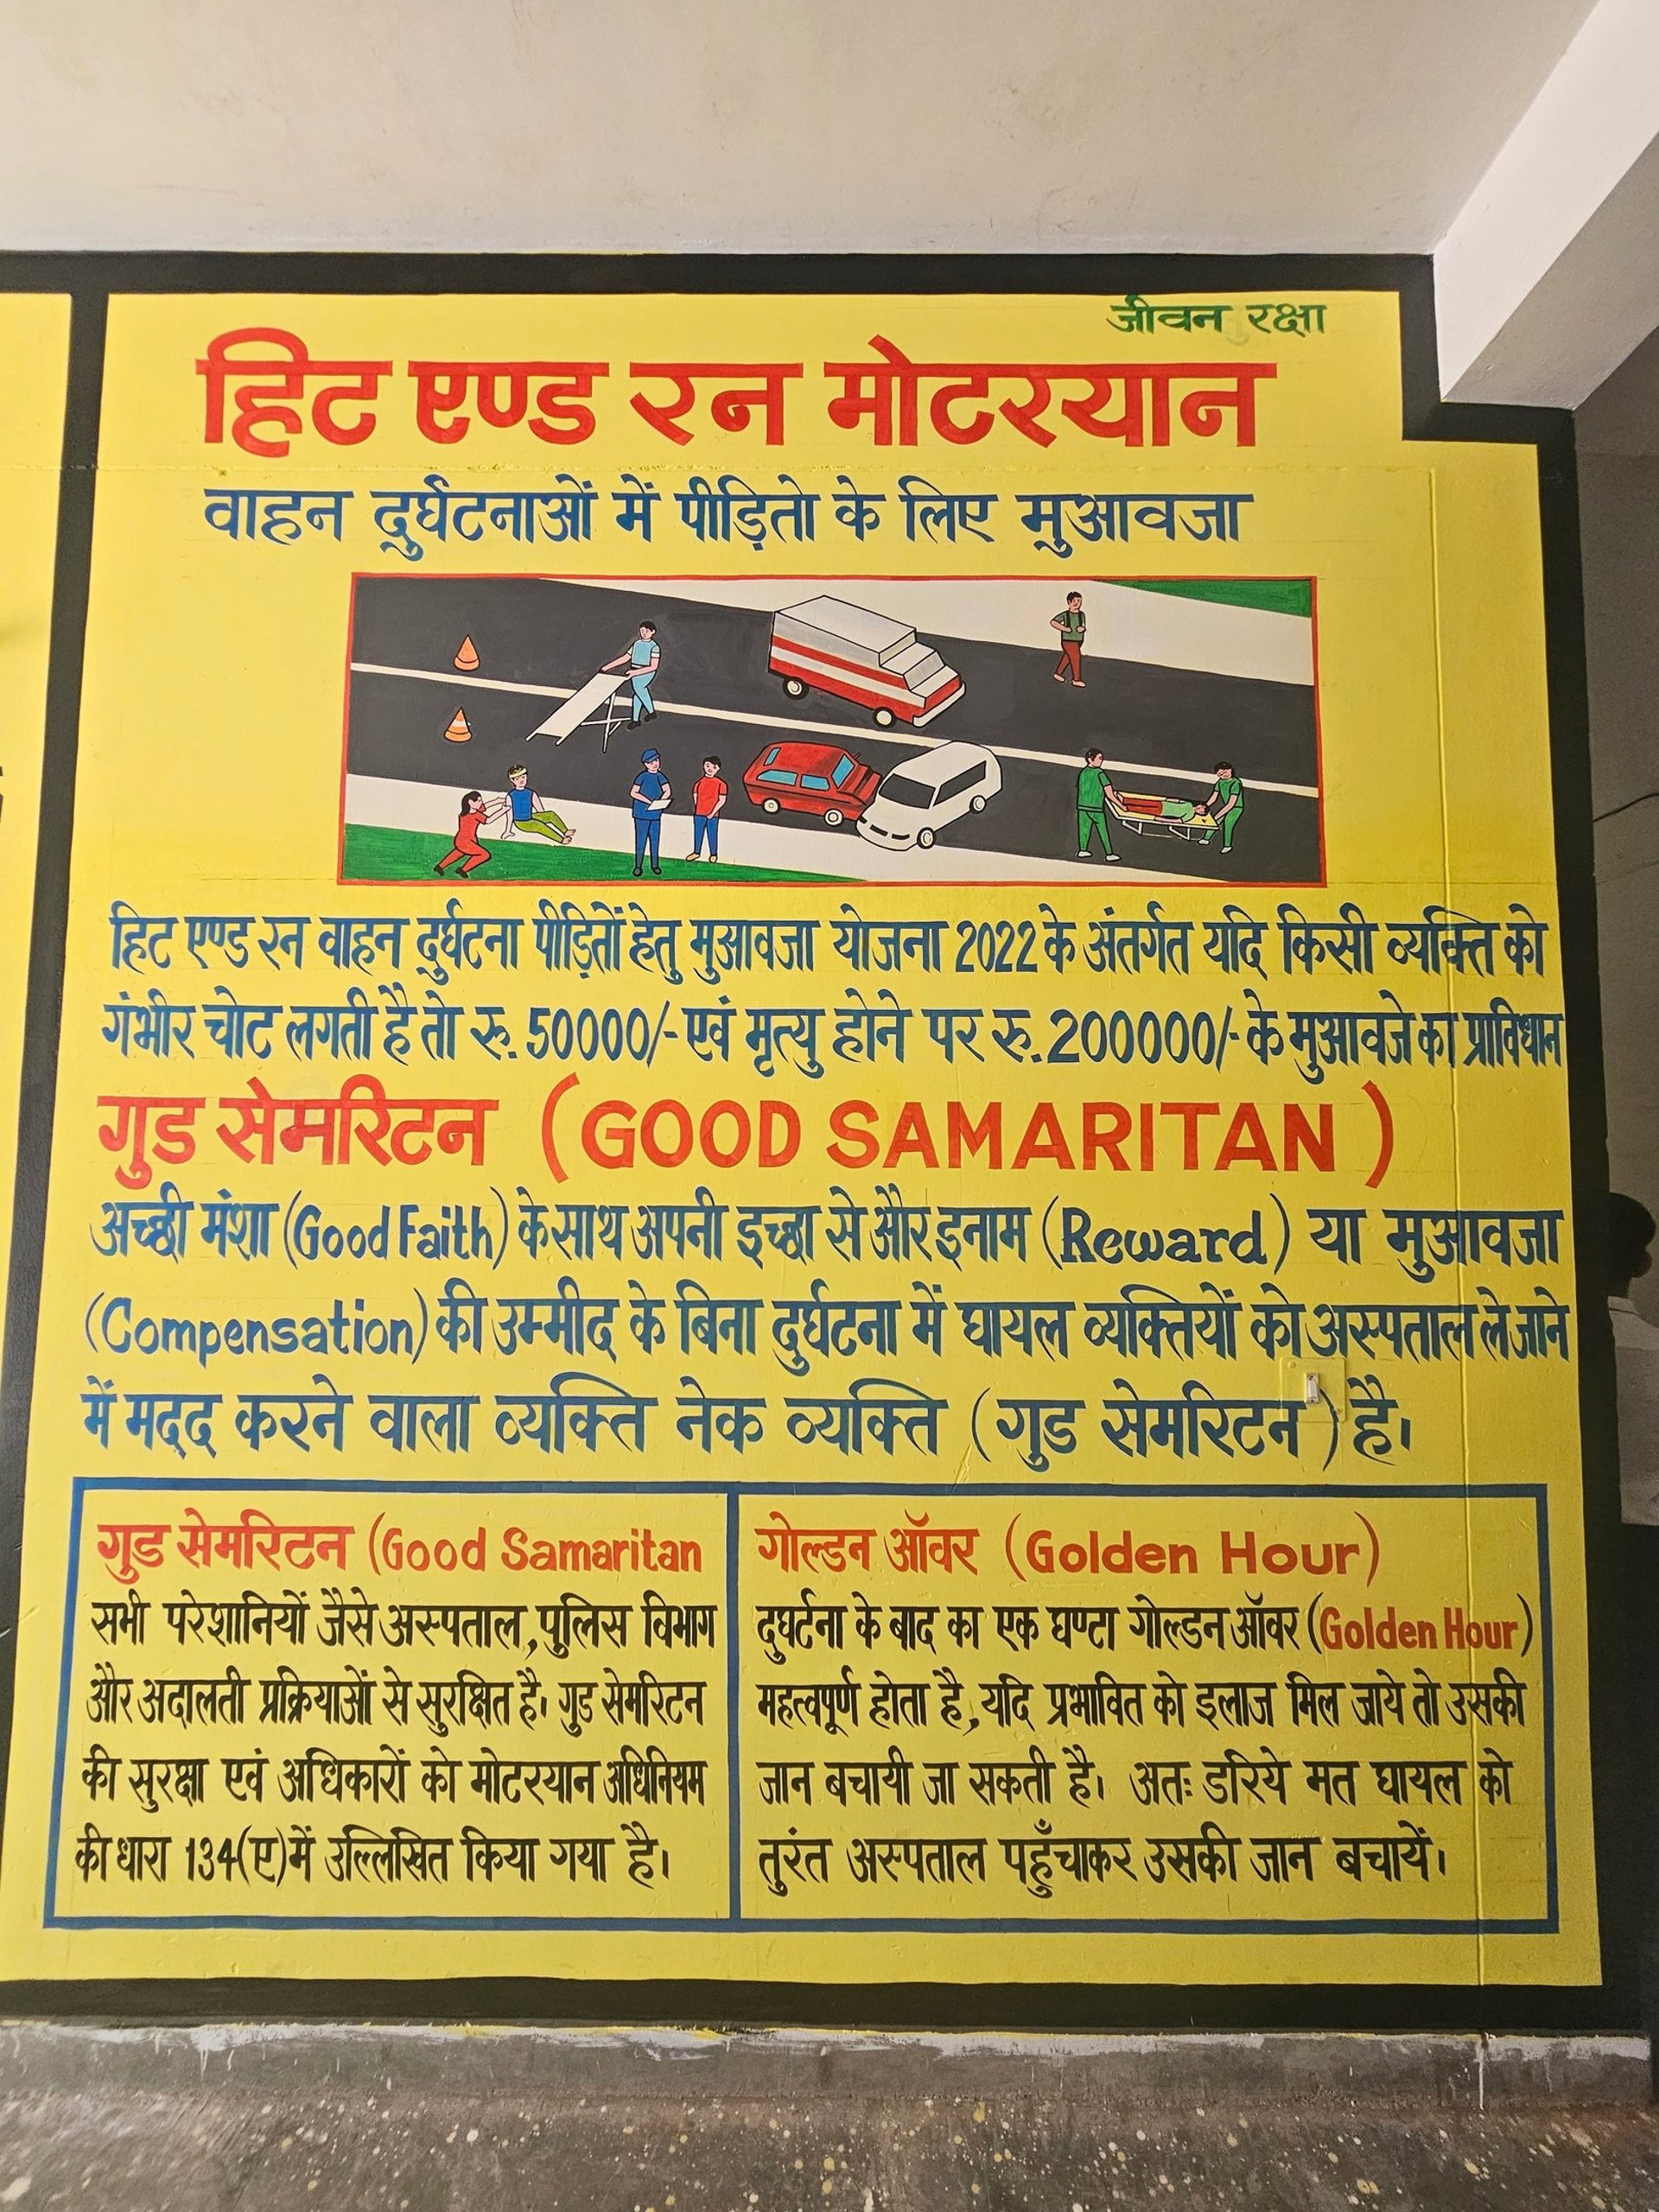 जीवन रक्षा
हिट एण्ड रन मोटरयान
वाहन दुर्घटनाओं में पीड़ितो के लिए मुआवजा
हिट एण्ड रन वाहन दुर्घटना पीड़ितों हेतु मुआवजा योजना 2022 के अंतर्गत यदि किसी व्यक्ति को
गंभीर चोट लगती है तो रु. 50000/- एवं मृत्यु होने पर रु. 200000/- के मुआवजे का प्राविधान
गुड सेमरिटन (GOOD SAMARITAN)
अच्छी मंशा (Good Faith) के साथ अपनी इच्छा से और इनाम (Reward) या मुआवजा
(Compensation) की उम्मीद के बिना दुर्घटना में घायल व्यक्तियों को अस्पताल ले जाने
में मद्द करने वाला व्यक्ति नेक व्यक्ति (गुड सेमरिटन) है।
गुड सेमरिटन (Good Samaritan
सभी परेशानियों जैसे अस्पताल, पुलिस विभाग
और अदालती प्रक्रियाओं से सुरक्षित है। गुड सेमरिटन
की सुरक्षा एवं अधिकारों को मोटरयान अधिनियम
की धारा 134(ए) में उल्लिखित किया गया है।
गोल्डन ऑवर (Golden Hour)
दुघर्टना के बाद का एक घण्टा गोल्डन ऑवर (Golden Hour)
महत्वपूर्ण होता है, यदि प्रभावित को इलाज मिल जाये तो उसकी
जान बचायी जा सकती है। अतः डरिये मत घायल को
तुरंत अस्पताल पहुँचाकर उसकी जान बचायें।